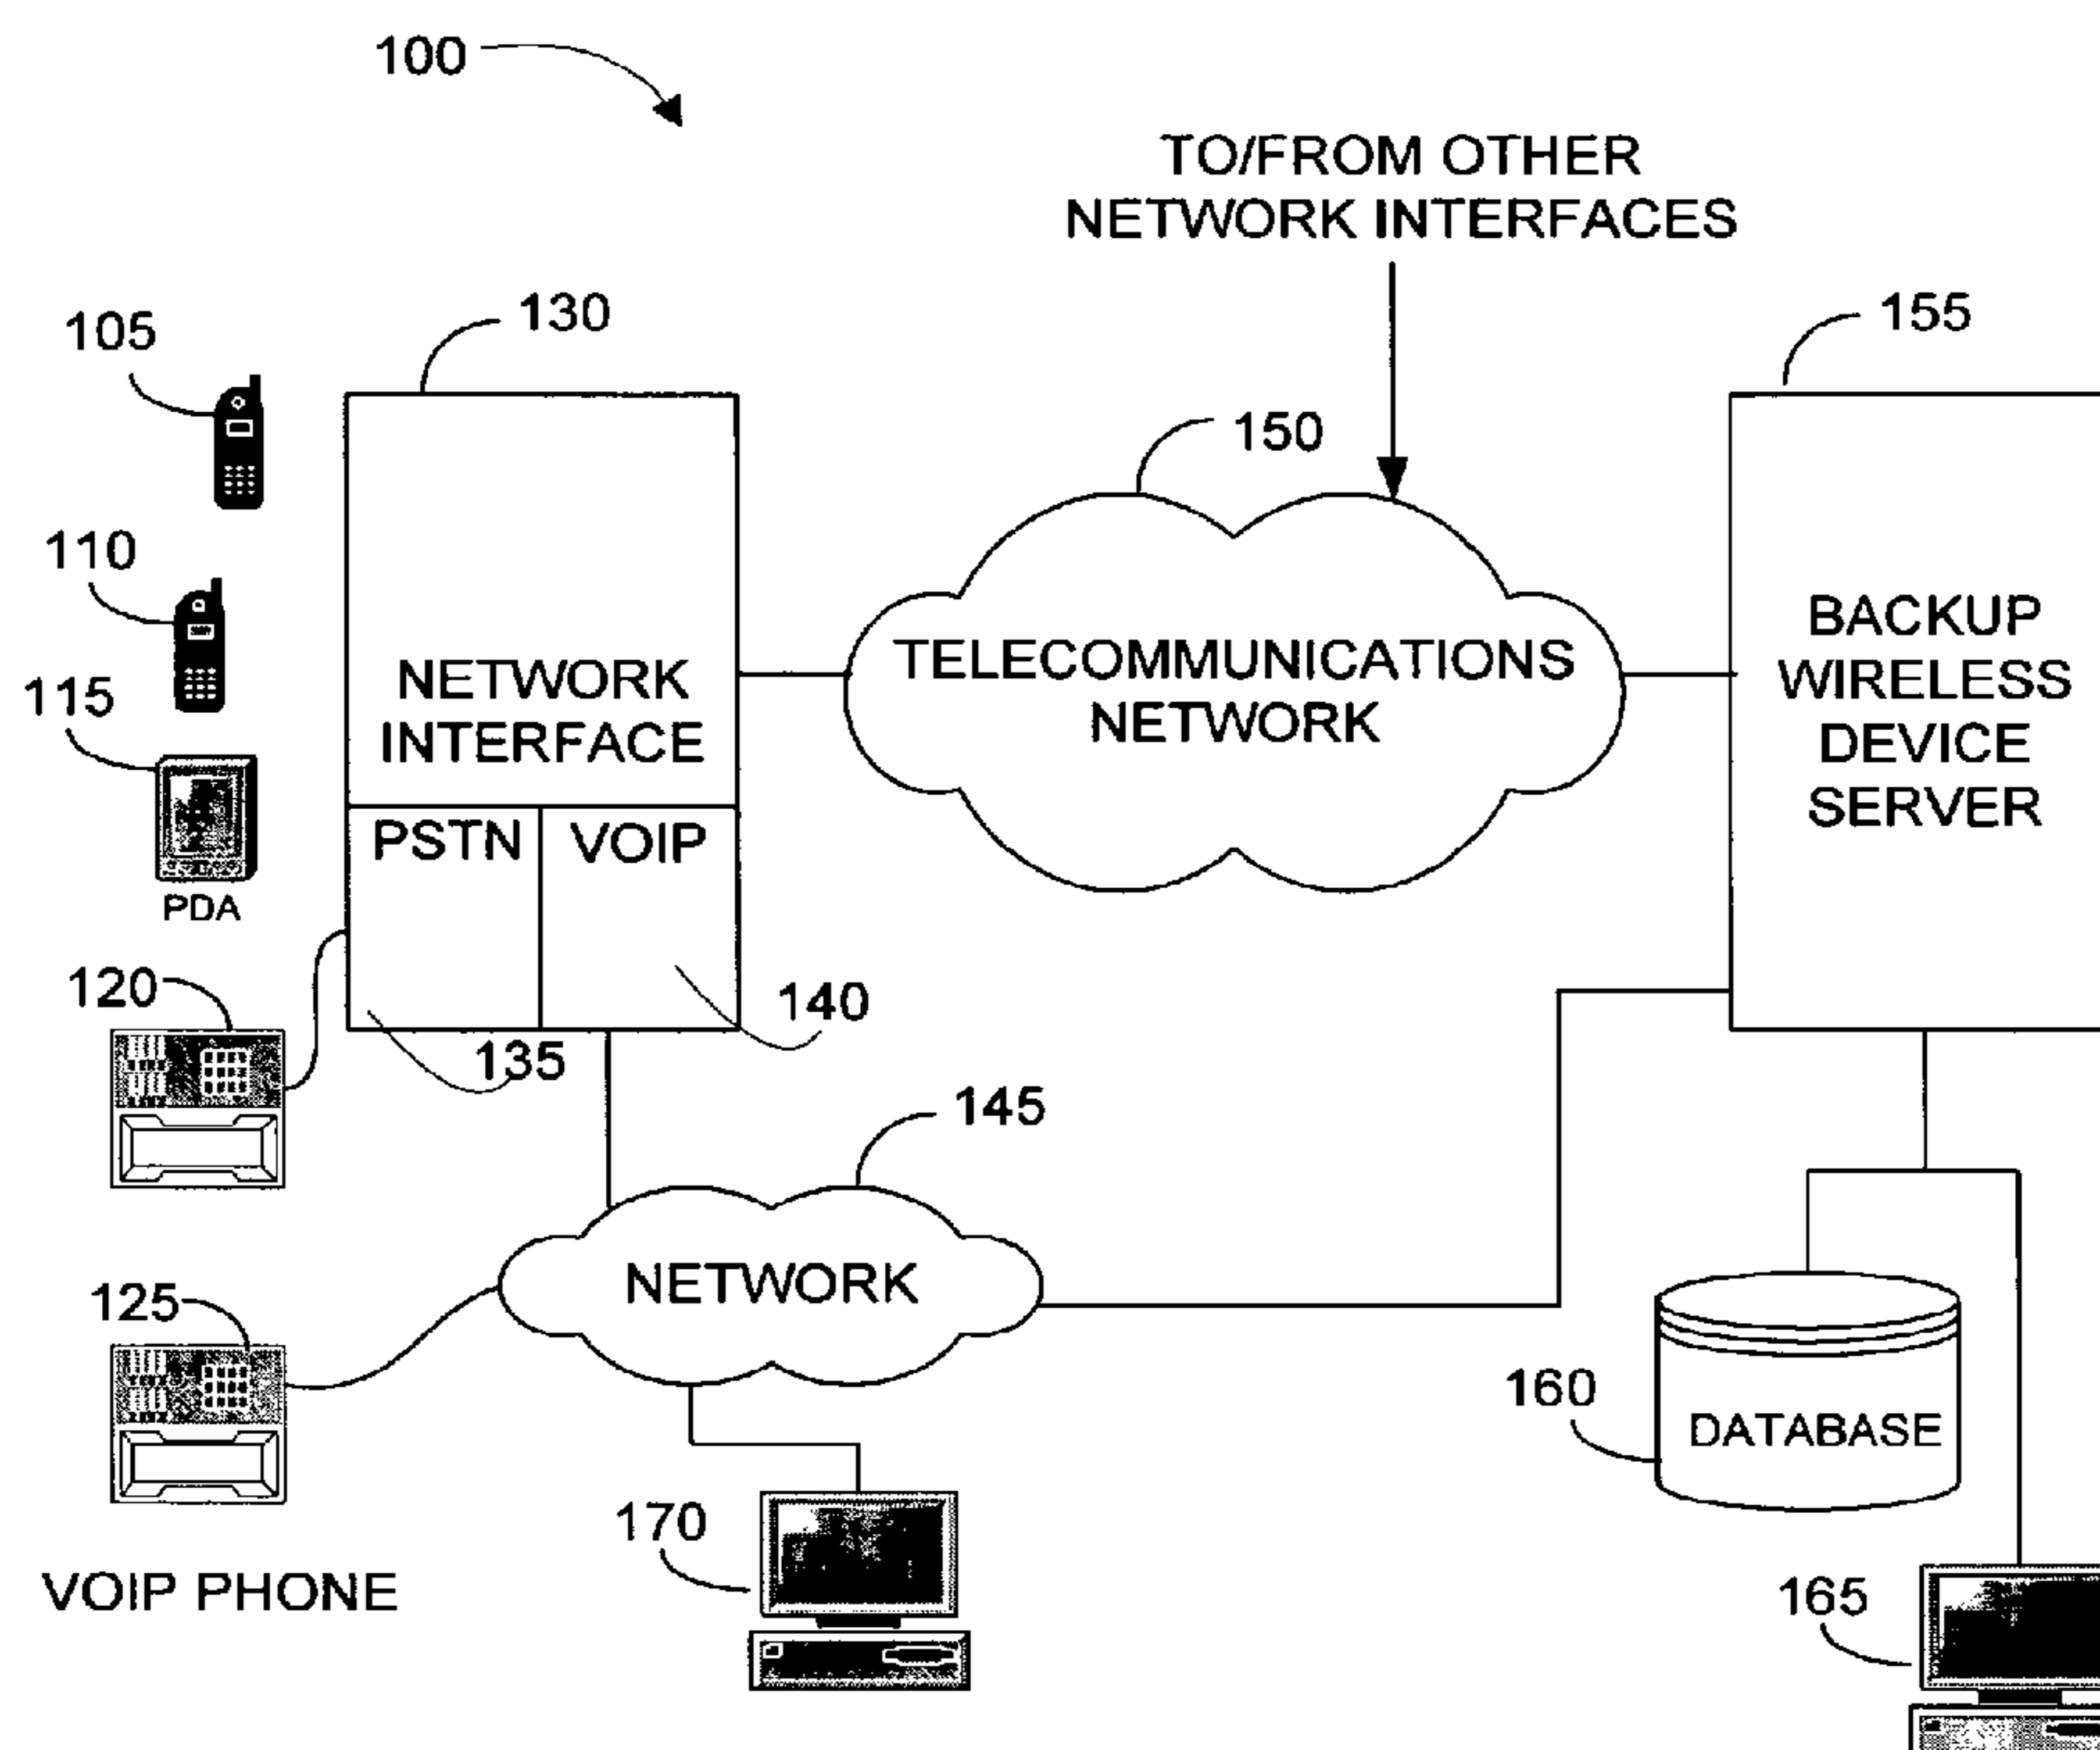 100
TO/FROM OTHER
NETWORK INTERFACES
105
130
155
150
110
115
NETWORK
INTERFACE
TELECOMMUNICATIONS
NETWORK
BACKUP
WIRELESS
DEVICE
SERVER
PSTN
VOIP
PDA
120
140
135
145
125
NETWORK
160
DATABASE
170
VOIP PHONE
165